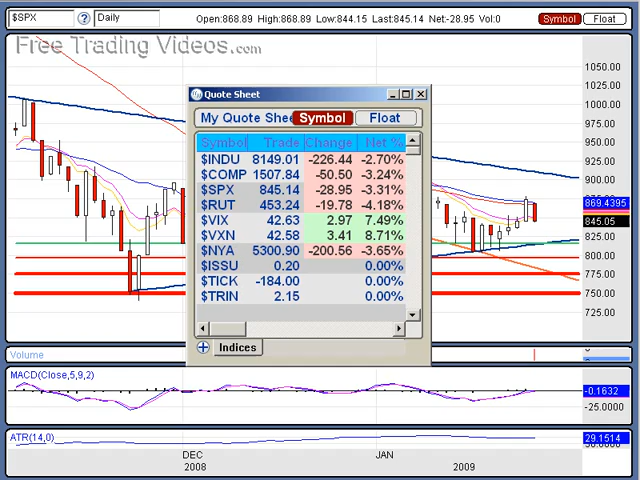 $SPX Daily Open:868.89 High:868.89 Low:844.15 Last:845.14 Net:-28.95 Vol:0 Symbol Float
Free Trading Videos.com
Quote Sheet
My Quote Shee Symbol Float
Symbol Trade Change Net %
$INDU 8149.01 -226.44 -2.70%
$COMP 1507.84 -50.50 -3.24%
$SPX 845.14 -28.95 -3.31%
$RUT 453.24 -19.78 -4.18%
$VIX 42.63 2.97 7.49%
$VXN 42.58 3.41 8.71%
$NYA 5300.90 -200.56 -3.65%
$ISSU 0.20 0.00%
$TICK -184.00 0.00%
$TRIN 2.15 0.00%
Indices
1050.00
1025.00
1000.00
975.00
950.00
925.00
900.00
869.4395
845.05
825.00
800.00
775.00
750.00
725.00
Volume
MACD(Close,5,9,2)
-0.1632
-25.0000
ATR(14,0)
29.1514
DEC JAN
2008 2009